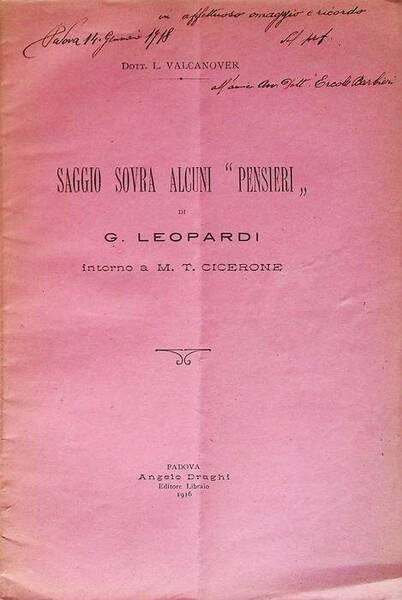 in affettuoso omaggio e ricordo
Padova 14 Gennaio 1918
Dott. L. VALCANOVER
all'amico Avv. Dott. Ercole Barbieri
SAGGIO SOVRA ALCUNI “ PENSIERI „
DI
G. LEOPARDI
intorno a M. T. CICERONE
PADOVA
Angelo Draghi
Editore Libraio
1916